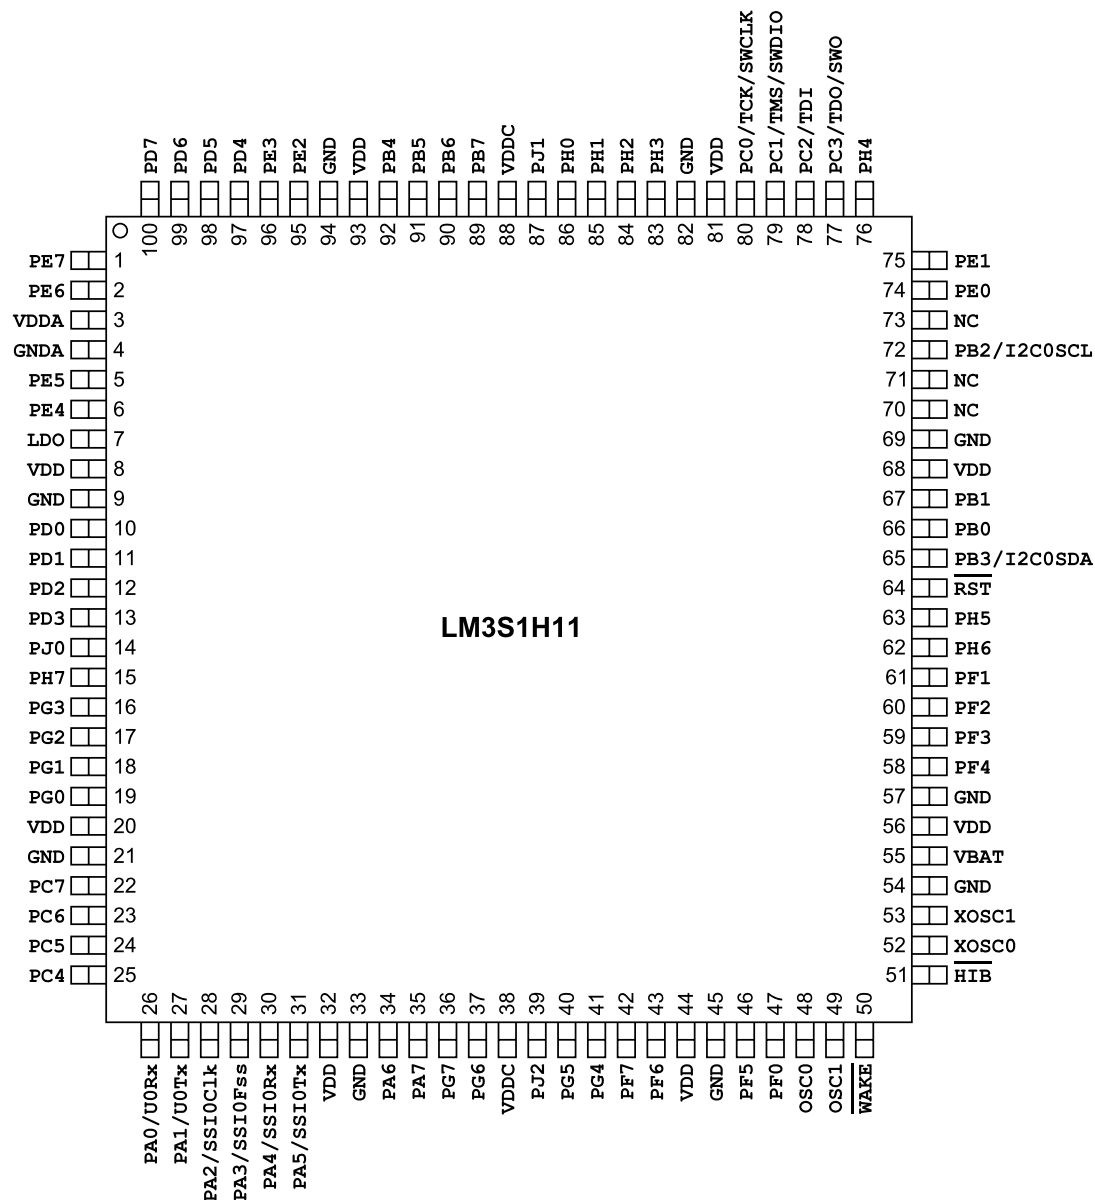 PC0/TCK/SWCLK
PC1/TMS/SWDIO
PC2/TDI
PC3/TDO/SWO
PD7
PD6
PD5
PD4
PE3
PE2
GND
VDD
PB4
PB5
PB6
PB7
VDDC
PJ1
PH0
PH1
PH2
PH3
GND
VDD
PH4
100
99
98
97
96
95
94
93
92
91
90
89
88
87
86
85
84
83
82
81
80
79
78
77
76
PE7 1
PE6 2
VDDA 3
GNDA 4
PE5 5
PE4 6
LDO 7
VDD 8
GND 9
PD0 10
PD1 11
PD2 12
PD3 13
PJ0 14
PH7 15
PG3 16
PG2 17
PG1 18
PG0 19
VDD 20
GND 21
PC7 22
PC6 23
PC5 24
PC4 25
LM3S1H11
75 PE1
74 PE0
73 NC
72 PB2/I2C0SCL
71 NC
70 NC
69 GND
68 VDD
67 PB1
66 PB0
65 PB3/I2C0SDA
64 RST
63 PH5
62 PH6
61 PF1
60 PF2
59 PF3
58 PF4
57 GND
56 VDD
55 VBAT
54 GND
53 XOSC1
52 XOSC0
51 HIB
26
27
28
29
30
31
32
33
34
35
36
37
38
39
40
41
42
43
44
45
46
47
48
49
50
PA0/U0Rx
PA1/U0Tx
PA2/SSI0Clk
PA3/SSI0Fss
PA4/SSI0Rx
PA5/SSI0Tx
VDD
GND
PA6
PA7
PG7
PG6
VDDC
PJ2
PG5
PG4
PF7
PF6
VDD
GND
PF5
PF0
OSC0
OSC1
WAKE